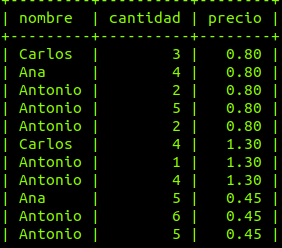 +---------+----------+--------+
| nombre | cantidad | precio |
+---------+----------+--------+
| Carlos | 3 | 0.80 |
| Ana | 4 | 0.80 |
| Antonio | 2 | 0.80 |
| Antonio | 5 | 0.80 |
| Antonio | 2 | 0.80 |
| Carlos | 4 | 1.30 |
| Antonio | 1 | 1.30 |
| Antonio | 4 | 1.30 |
| Ana | 5 | 0.45 |
| Antonio | 6 | 0.45 |
| Antonio | 5 | 0.45 |